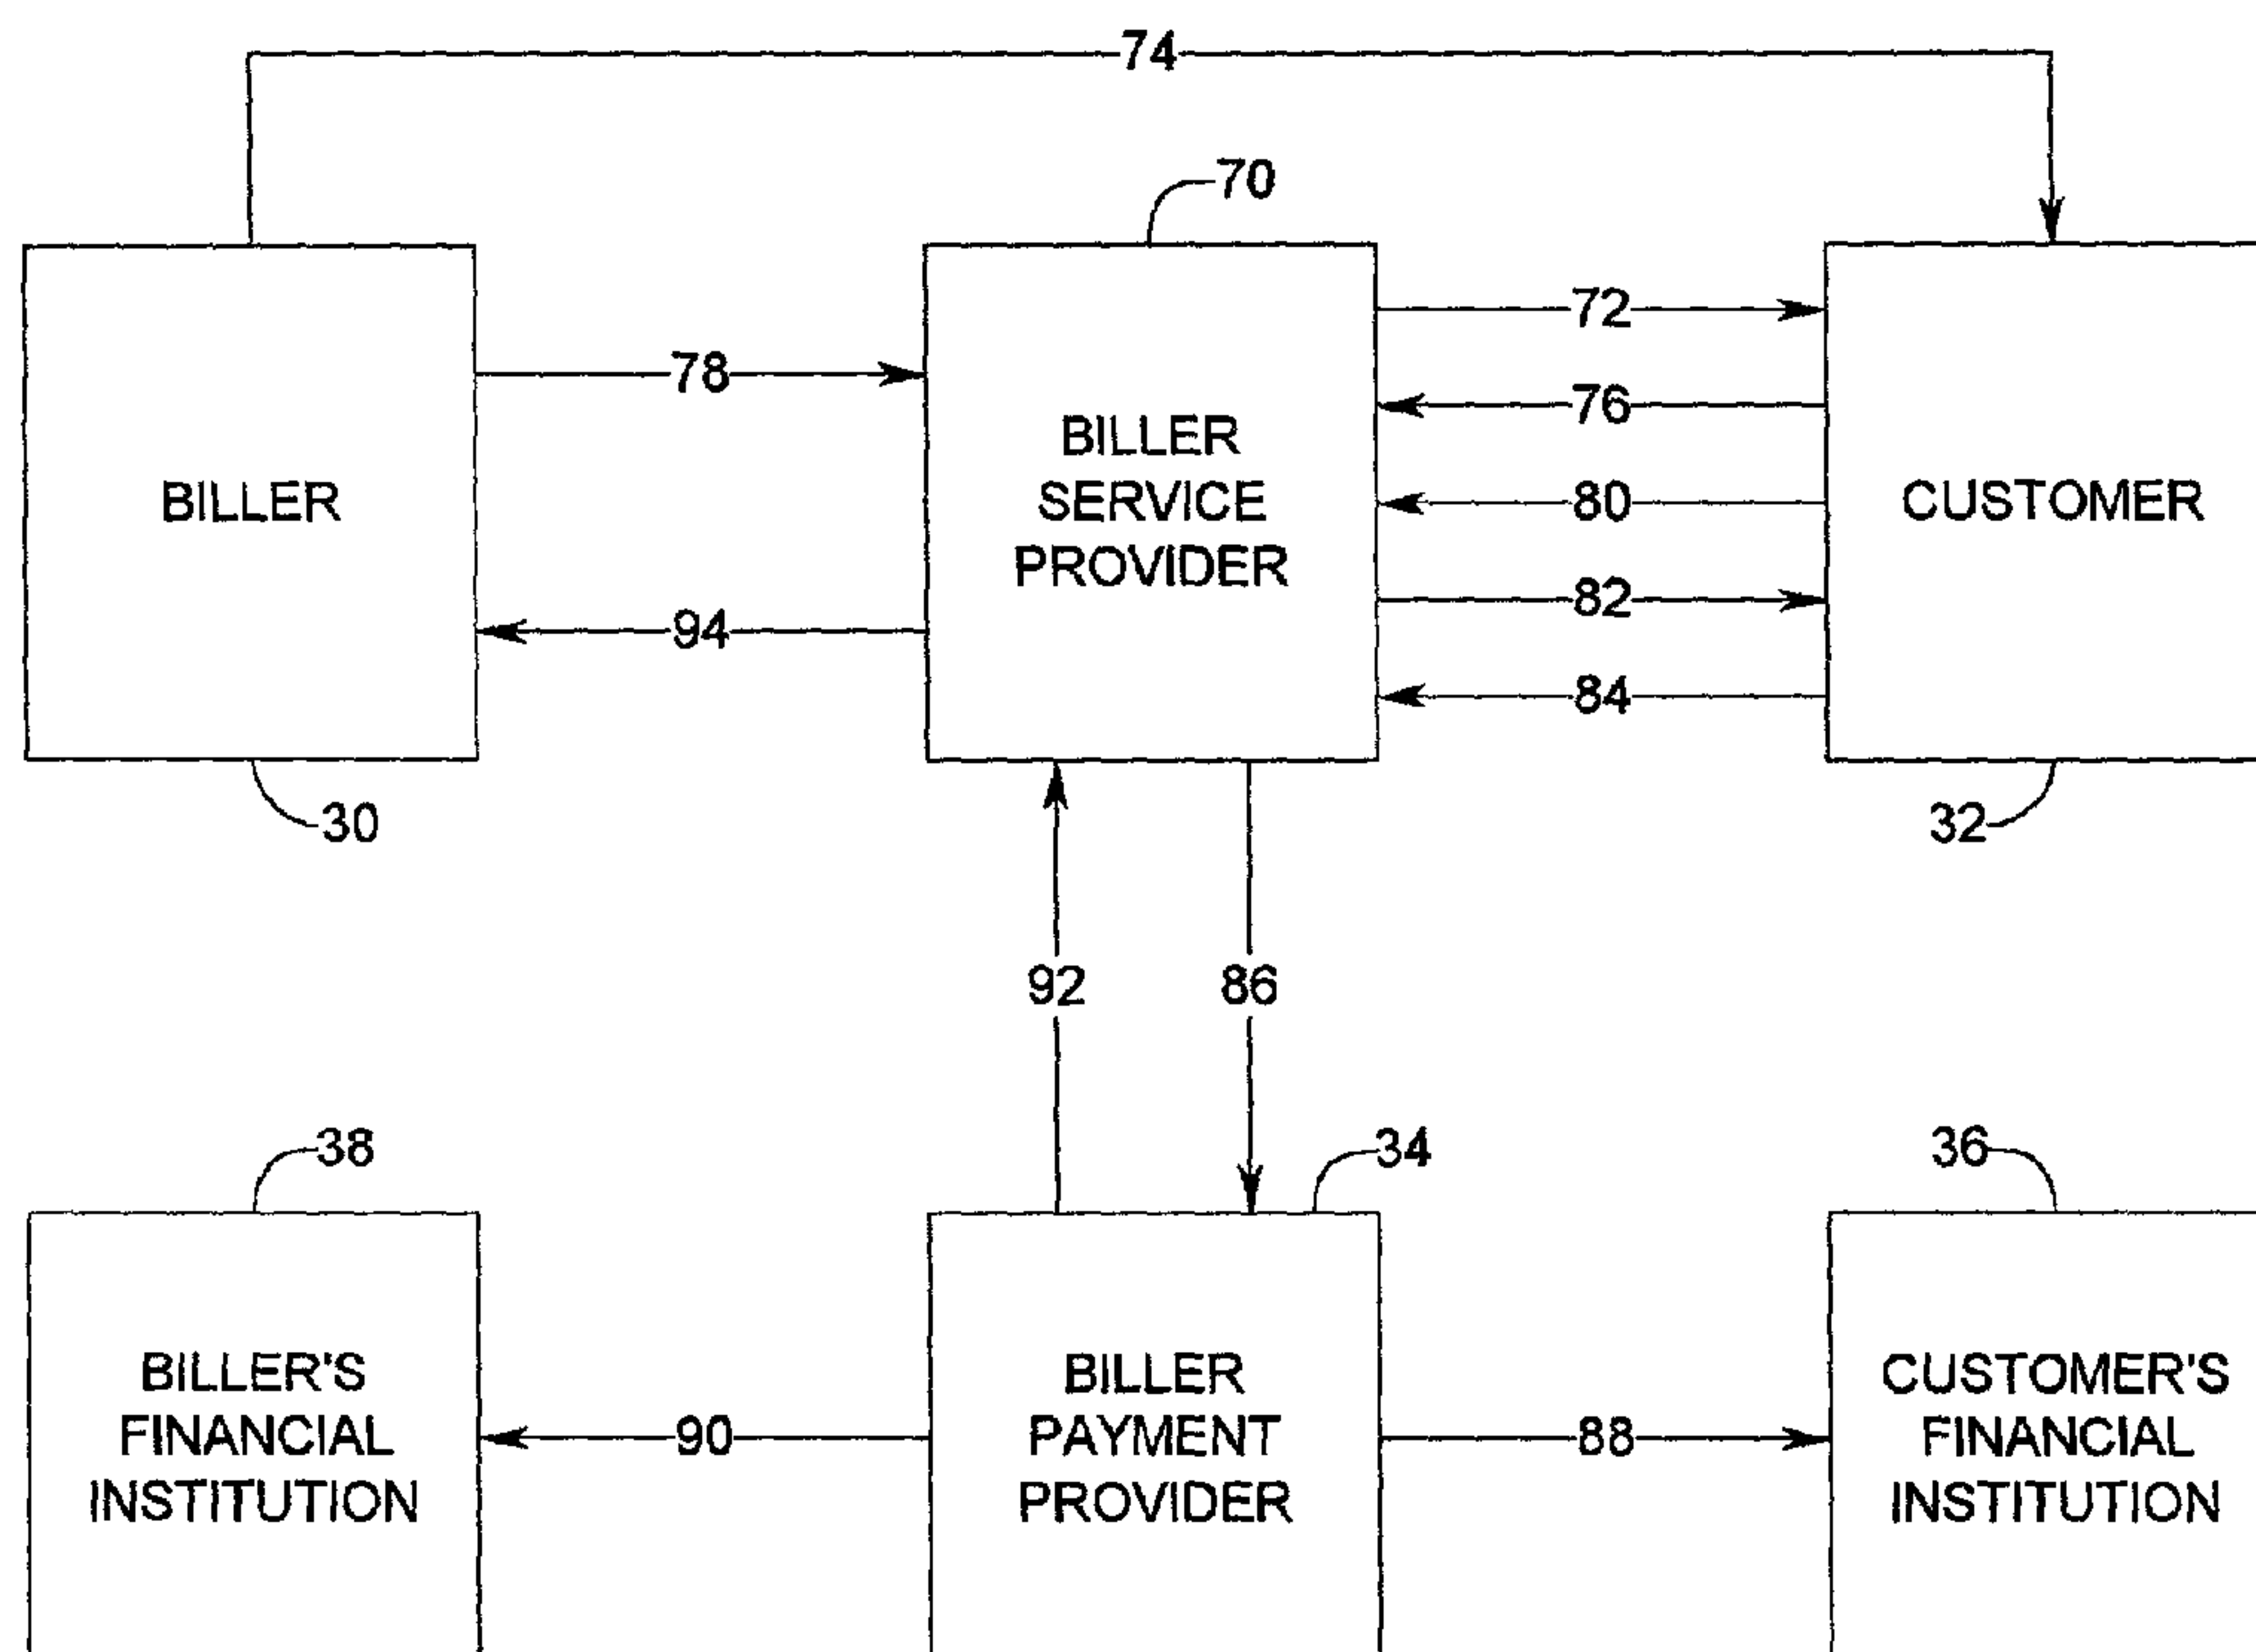 74
70
72
78
76
BILLER
SERVICE
PROVIDER
BILLER
80
CUSTOMER
82
94
84
30
32
92
86
38
34
36
BILLER'S
FINANCIAL
INSTITUTION
90
BILLER
PAYMENT
PROVIDER
88
CUSTOMER'S
FINANCIAL
INSTITUTION